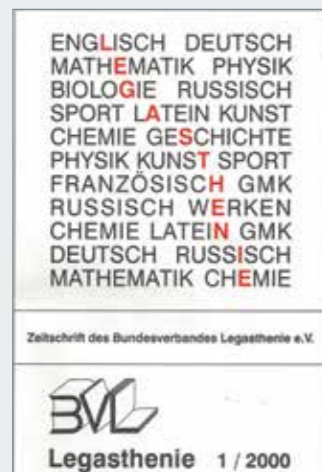 ENGLISCH DEUTSCH
MATHEMATIK PHYSIK
BIOLOGIE RUSSISCH
SPORT LATEIN KUNST
CHEMIE GESCHICHTE
PHYSIK KUNST SPORT
FRANZÖSISCH GMK
RUSSISCH WERKEN
CHEMIE LATEIN GMK
DEUTSCH RUSSISCH
MATHEMATIK CHEMIE
Zeitschrift des Bundesverbandes Legasthenie e.V.
BVL
Legasthenie 1 / 2000